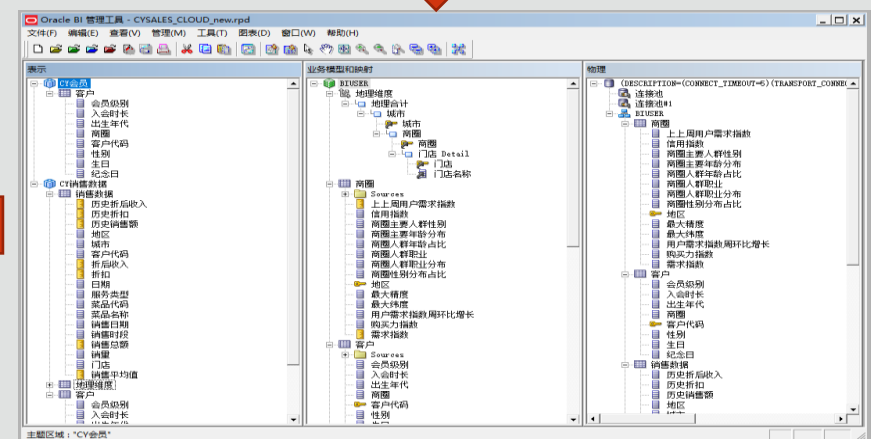 Oracle BI 管理工具 - CYSALES_CLOUD_new.rpd
文件(F) 编辑(E) 查看(V) 管理(M) 工具(T) 图表(D) 窗口(W) 帮助(H)
表示
CY会员
客户
会员级别
入会时长
出生年代
商圈
客户代码
性别
生日
纪念日
CY销售数据
销售数据
历史折后收入
历史折扣
历史销售额
地区
城市
客户代码
折后收入
折扣
日期
服务类型
菜品代码
菜品名称
销售日期
销售时段
销售总额
销量
门店
销售平均值
地理维度
客户
会员级别
入会时长
业务模型和映射
BIUSER
地理维度
地理合计
城市
城市
商圈
商圈
门店 Detail
门店
门店名称
商圈
Sources
上上周用户需求指数
信用指数
商圈主要人群性别
商圈主要年龄分布
商圈人群年龄占比
商圈人群职业
商圈人群职业分布
商圈性别分布占比
地区
最大精度
最大纬度
用户需求指数周环比增长
购买力指数
需求指数
客户
Sources
会员级别
入会时长
出生年代
商圈
客户代码
性别
物理
(DESCRIPTION=(CONNECT_TIMEOUT=5)(TRANSPORT_CONNEC
连接池
连接池#1
BIUSER
商圈
上上周用户需求指数
信用指数
商圈主要人群性别
商圈主要年龄分布
商圈人群年龄占比
商圈人群职业
商圈人群职业分布
商圈性别分布占比
地区
最大精度
最大纬度
用户需求指数周环比增长
购买力指数
需求指数
客户
会员级别
入会时长
出生年代
商圈
客户代码
性别
生日
纪念日
销售数据
历史折后收入
历史折扣
历史销售额
地区
主题区域："CY会员"